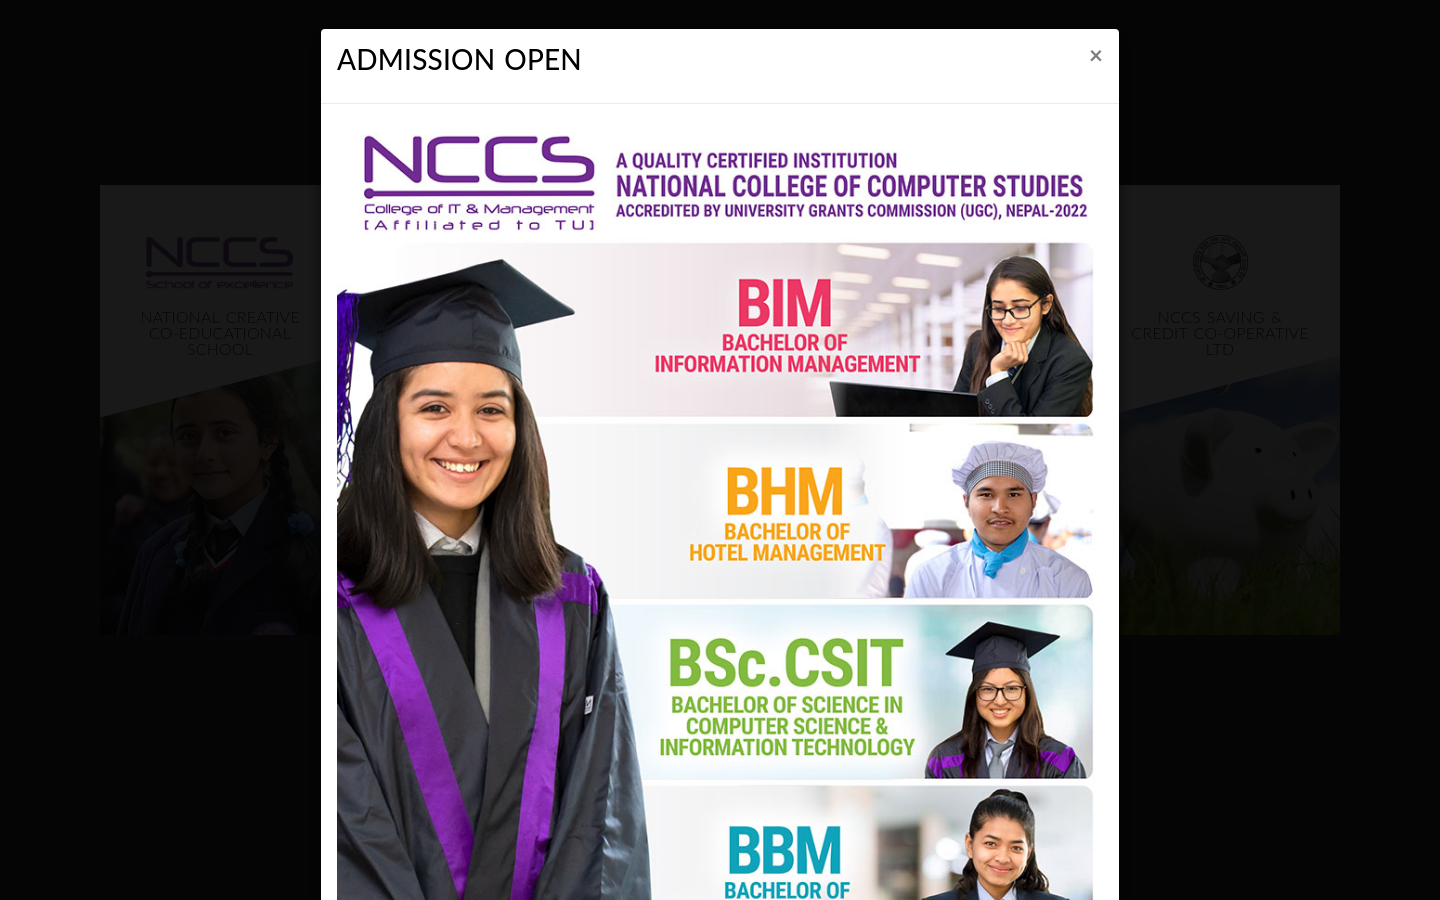 ADMISSION OPEN
×
NCCS
College of IT & Management
[Affiliated to TU]
A QUALITY CERTIFIED INSTITUTION
NATIONAL COLLEGE OF COMPUTER STUDIES
ACCREDITED BY UNIVERSITY GRANTS COMMISSION (UGC), NEPAL-2022
NCCS
School of excellence
NATIONAL CREATIVE
CO-EDUCATIONAL
SCHOOL
BIM
BACHELOR OF
INFORMATION MANAGEMENT
NCCS SAVING &
CREDIT CO-OPERATIVE
LTD
BHM
BACHELOR OF
HOTEL MANAGEMENT
BSc.CSIT
BACHELOR OF SCIENCE IN
COMPUTER SCIENCE &
INFORMATION TECHNOLOGY
BBM
BACHELOR OF